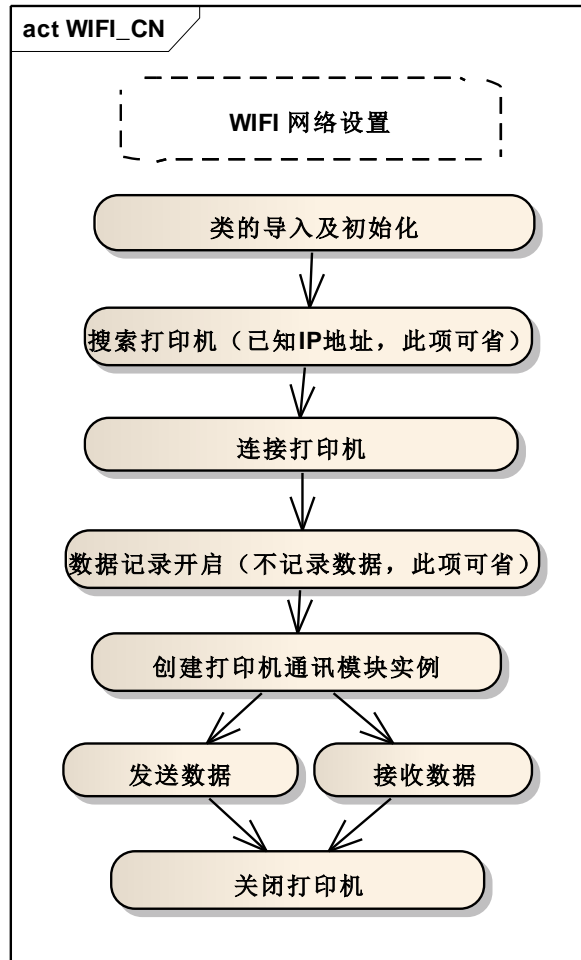 act WIFI_CN
WIFI 网络设置
类的导入及初始化
搜索打印机（已知IP地址，此项可省）
连接打印机
数据记录开启（不记录数据，此项可省）
创建打印机通讯模块实例
发送数据
接收数据
关闭打印机